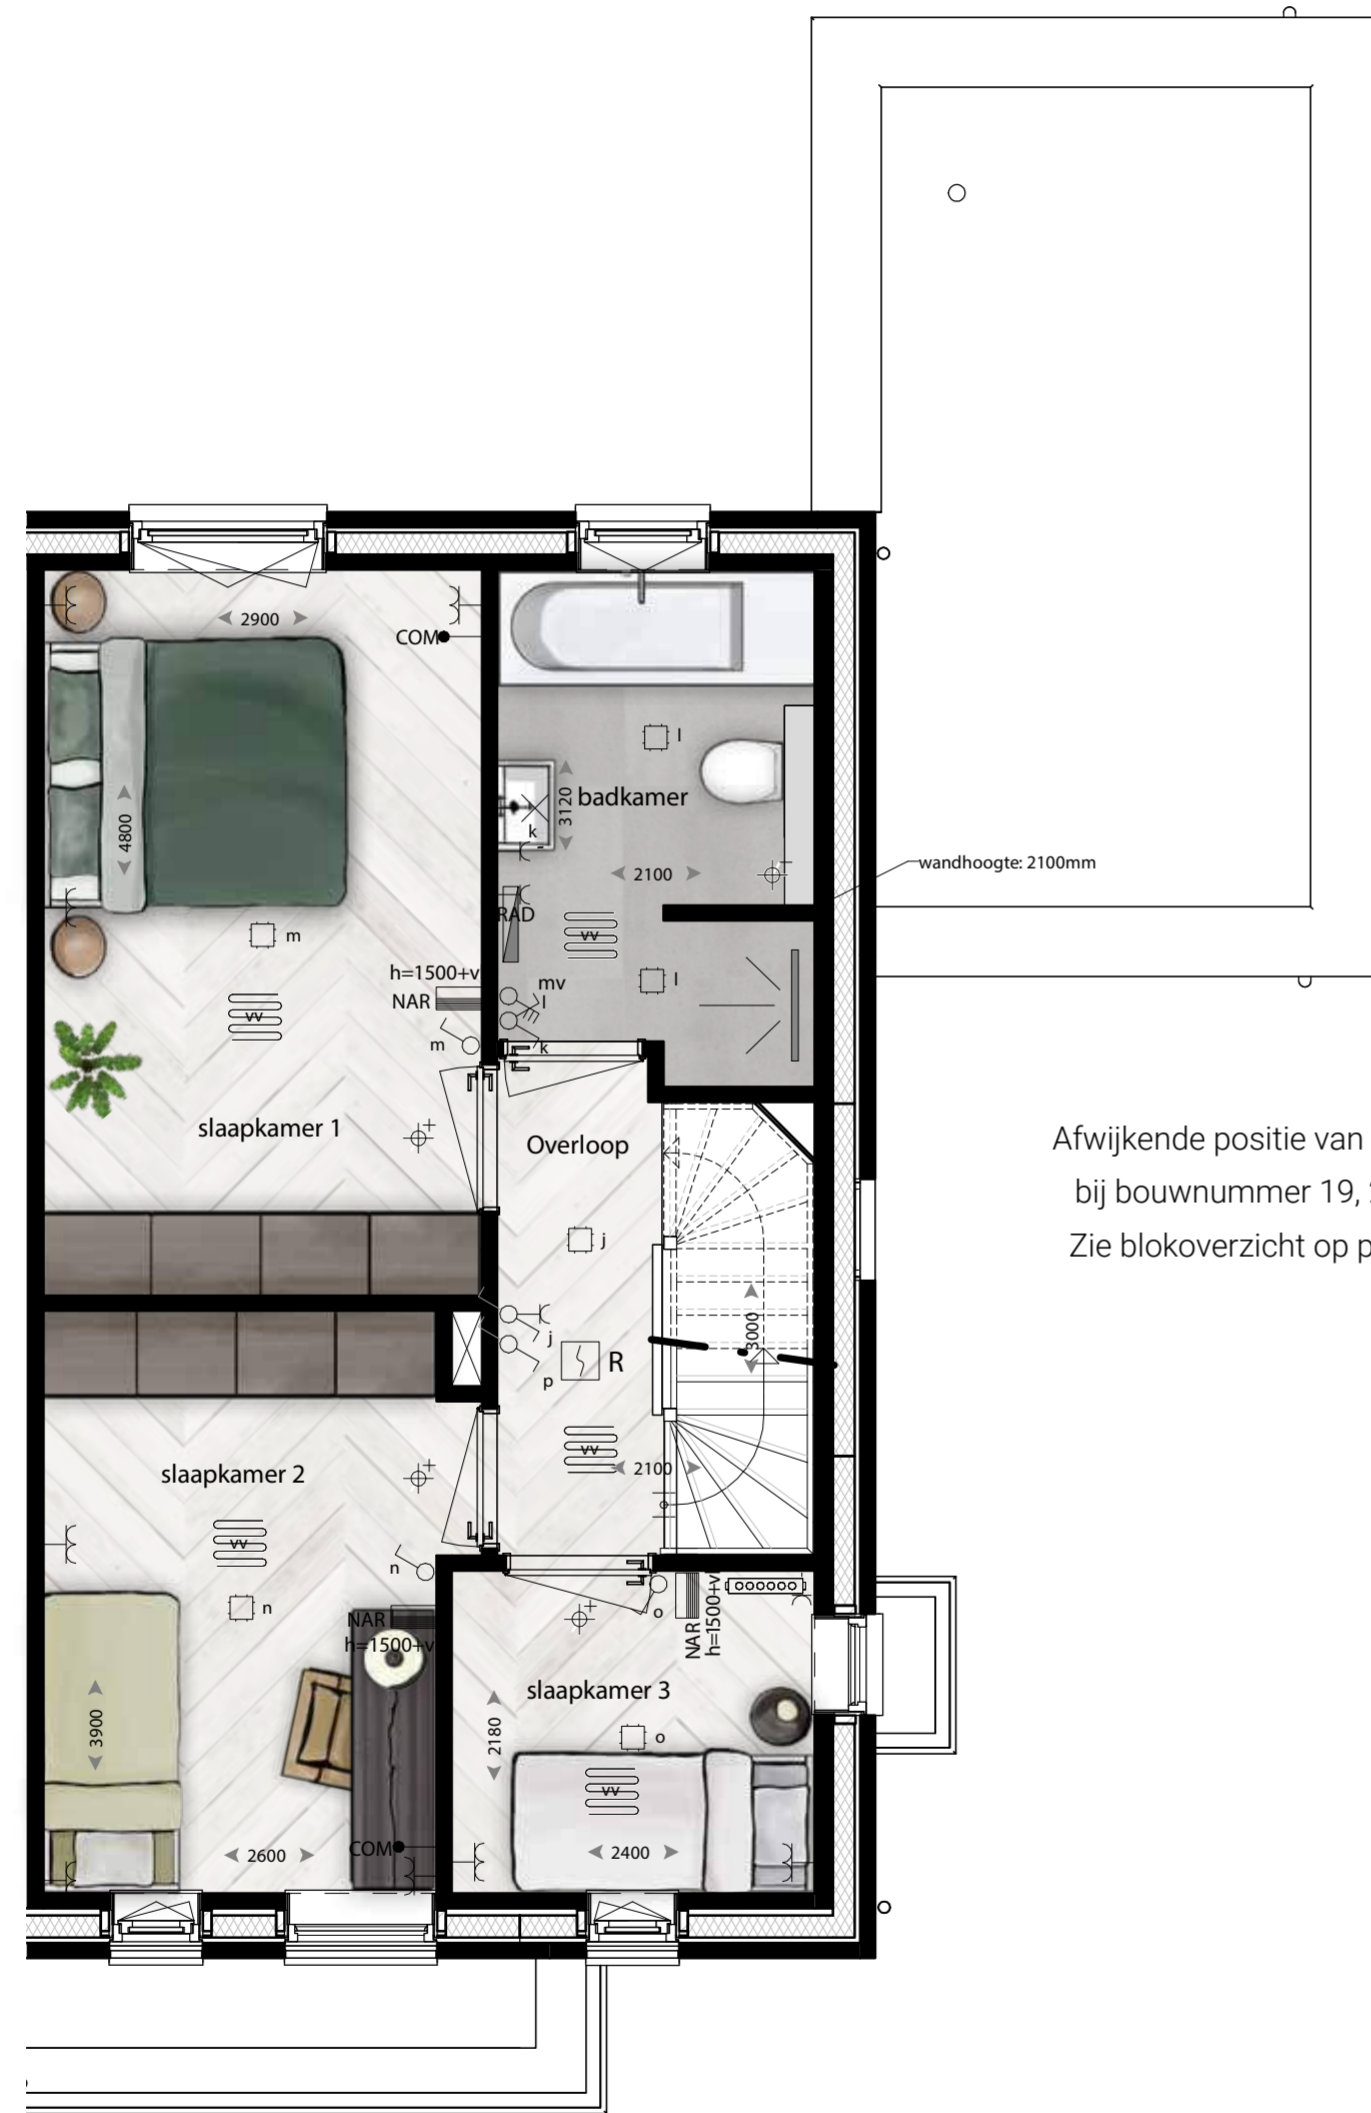 2900
COM
4800
l
badkamer
3120
k
2100
wandhoogte: 2100mm
RAD
vv
m
h=1500+v
NAR
vv
mv
l
l
m
k
slaapkamer 1
Overloop
Afwijkende positie van
bij bouwnummer 19,
Zie blokoverzicht op p
j
3000
j
R
p
slaapkamer 2
vv
2100
vv
n
n
NAR
h=1500+v
o
NAR
h=1500+v
slaapkamer 3
3900
2180
o
vv
2600
COM
2400